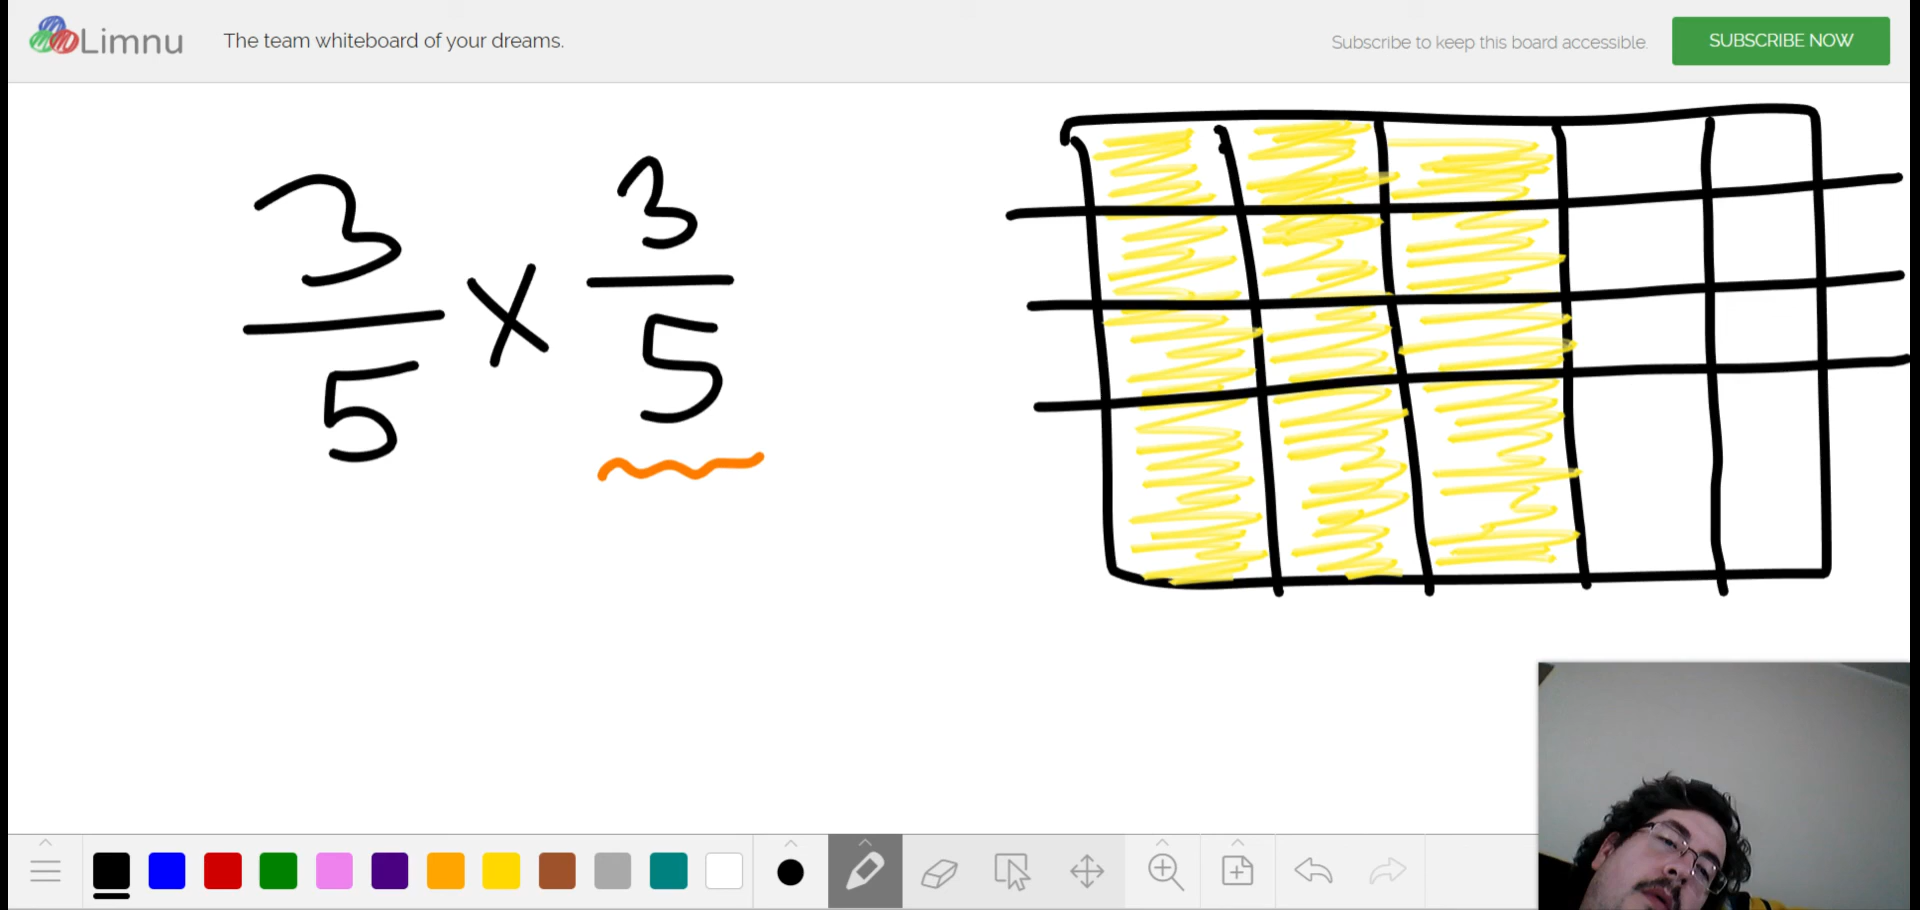 Limnu The team whiteboard of your dreams. Subscribe to keep this board accessible. SUBSCRIBE NOW
3 × 3
5 5